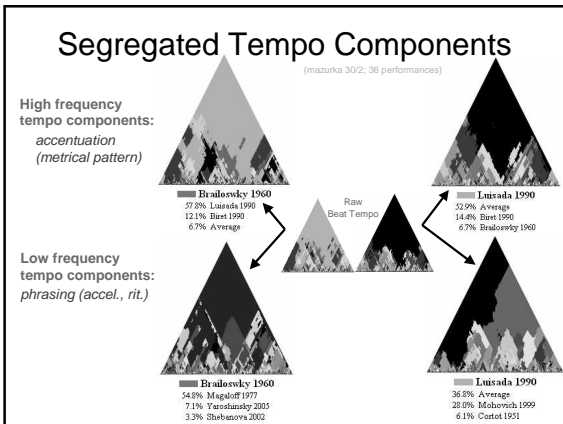 Segregated Tempo Components
(mazurka 30/2; 36 performances)
High frequency
tempo components:
accentuation
(metrical pattern)
Brailoswky 1960
57.8% Luisada 1990
12.1% Biret 1990
6.7% Average
Luisada 1990
52.9% Average
14.4% Biret 1990
6.7% Brailoswky 1960
Raw
Beat Tempo
Low frequency
tempo components:
phrasing (accel., rit.)
Brailoswky 1960
54.8% Magaloff 1977
7.1% Yaroshinsky 2005
3.3% Shebanova 2002
Luisada 1990
36.8% Average
28.0% Mohovich 1999
6.1% Cortot 1951